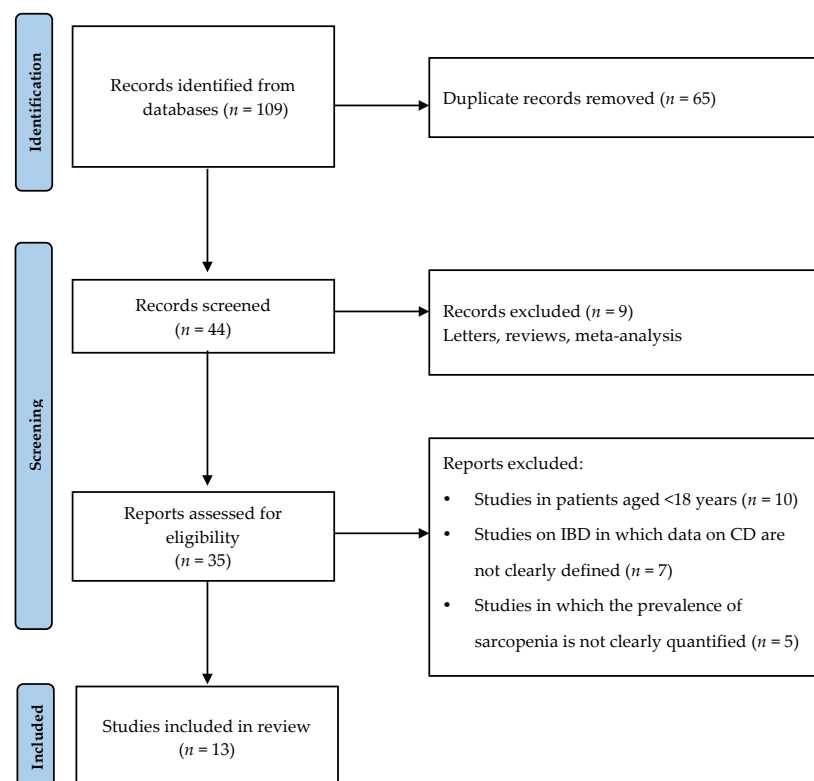 Identification
Records identified from
databases (n = 109)
Duplicate records removed (n = 65)
Screening
Records screened
(n = 44)
Records excluded (n = 9)
Letters, reviews, meta-analysis
Reports assessed for
eligibility
(n = 35)
Reports excluded:
• Studies in patients aged <18 years (n = 10)
• Studies on IBD in which data on CD are
not clearly defined (n = 7)
• Studies in which the prevalence of
sarcopenia is not clearly quantified (n = 5)
Included
Studies included in review
(n = 13)